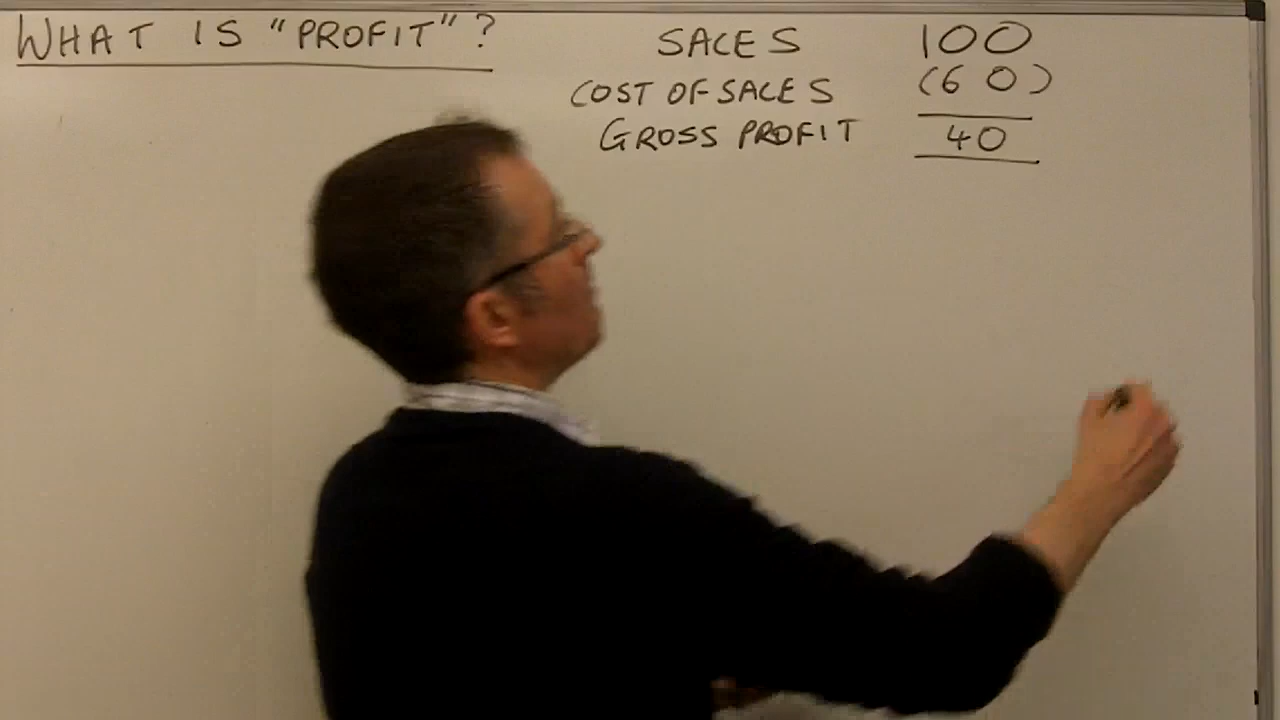 WHAT IS "PROFIT"?
SALES 100
COST OF SALES (60)
GROSS PROFIT 40